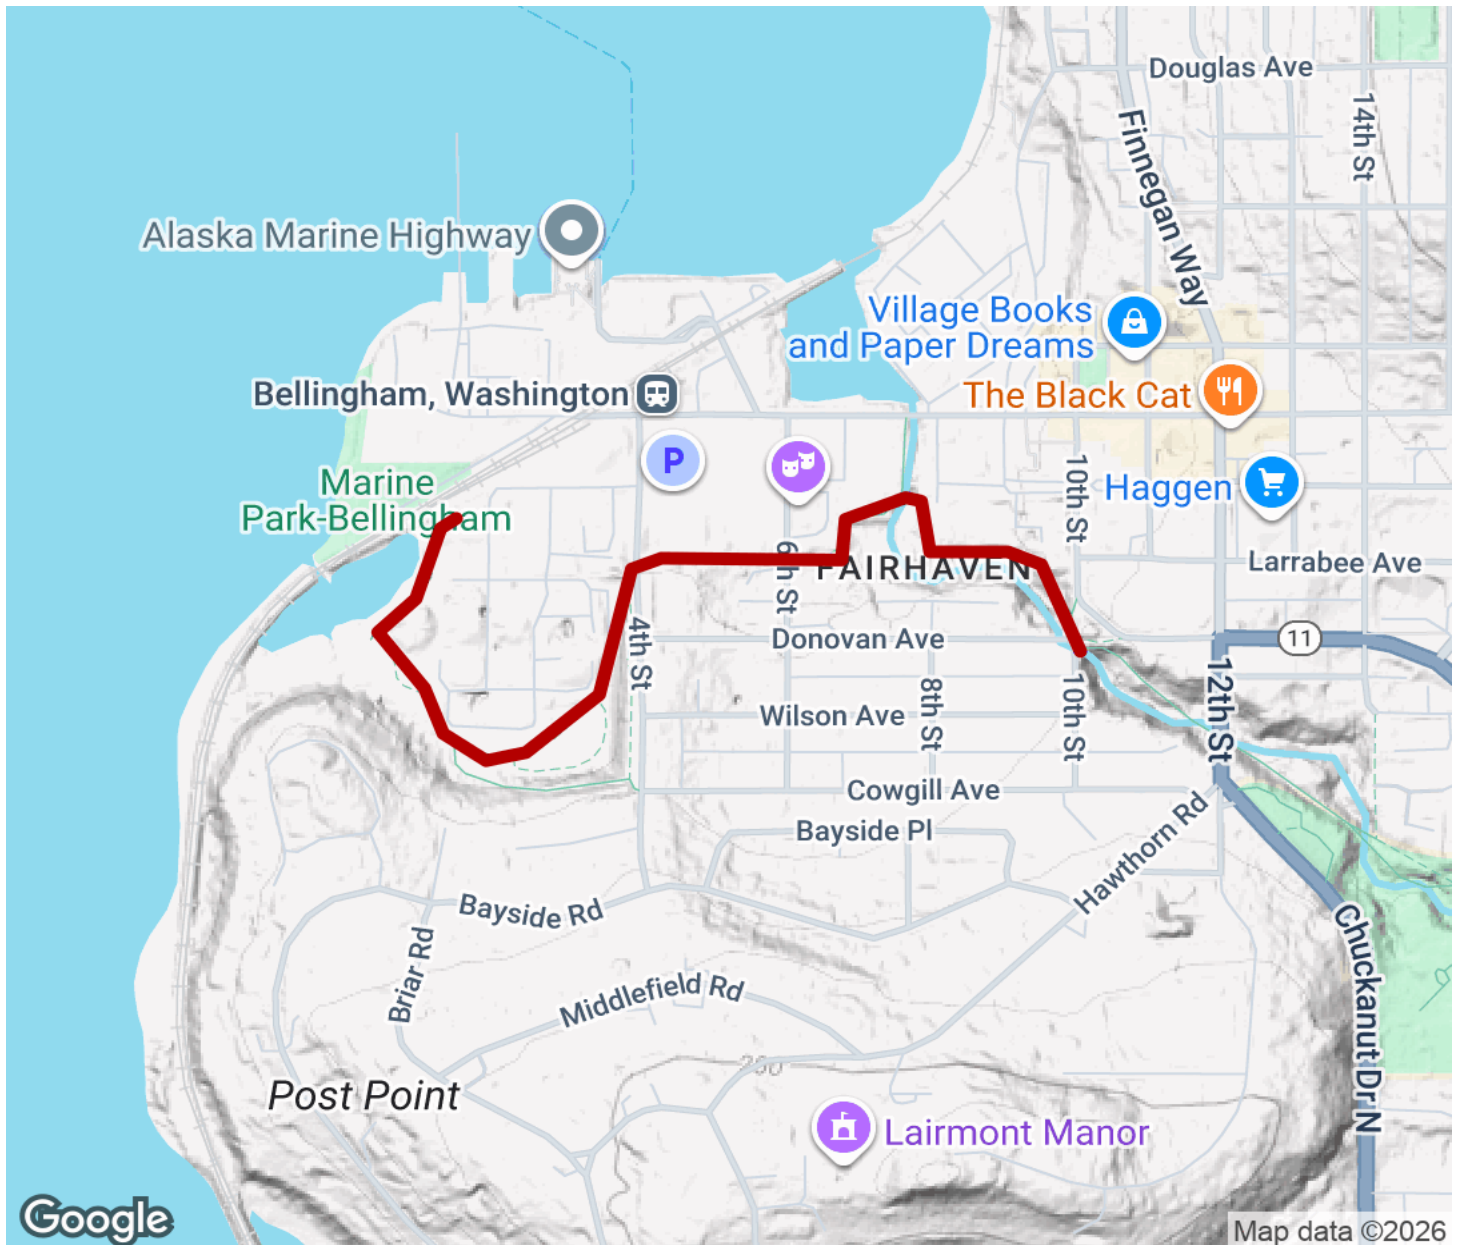 Douglas Ave
14th St
Finnegan Way
Alaska Marine Highway
Village Books
and Paper Dreams
Bellingham, Washington
The Black Cat
P
Marine
Park-Bellingham
10th St
Haggen
6th St
FAIRHAVEN
Larrabee Ave
4th St
Donovan Ave
11
12th St
Wilson Ave
8th St
10th St
Cowgill Ave
Bayside Pl
Hawthorn Rd
Bayside Rd
Briar Rd
Middlefield Rd
Chuckanut Dr N
Post Point
Lairmont Manor
Google
Map data ©2026